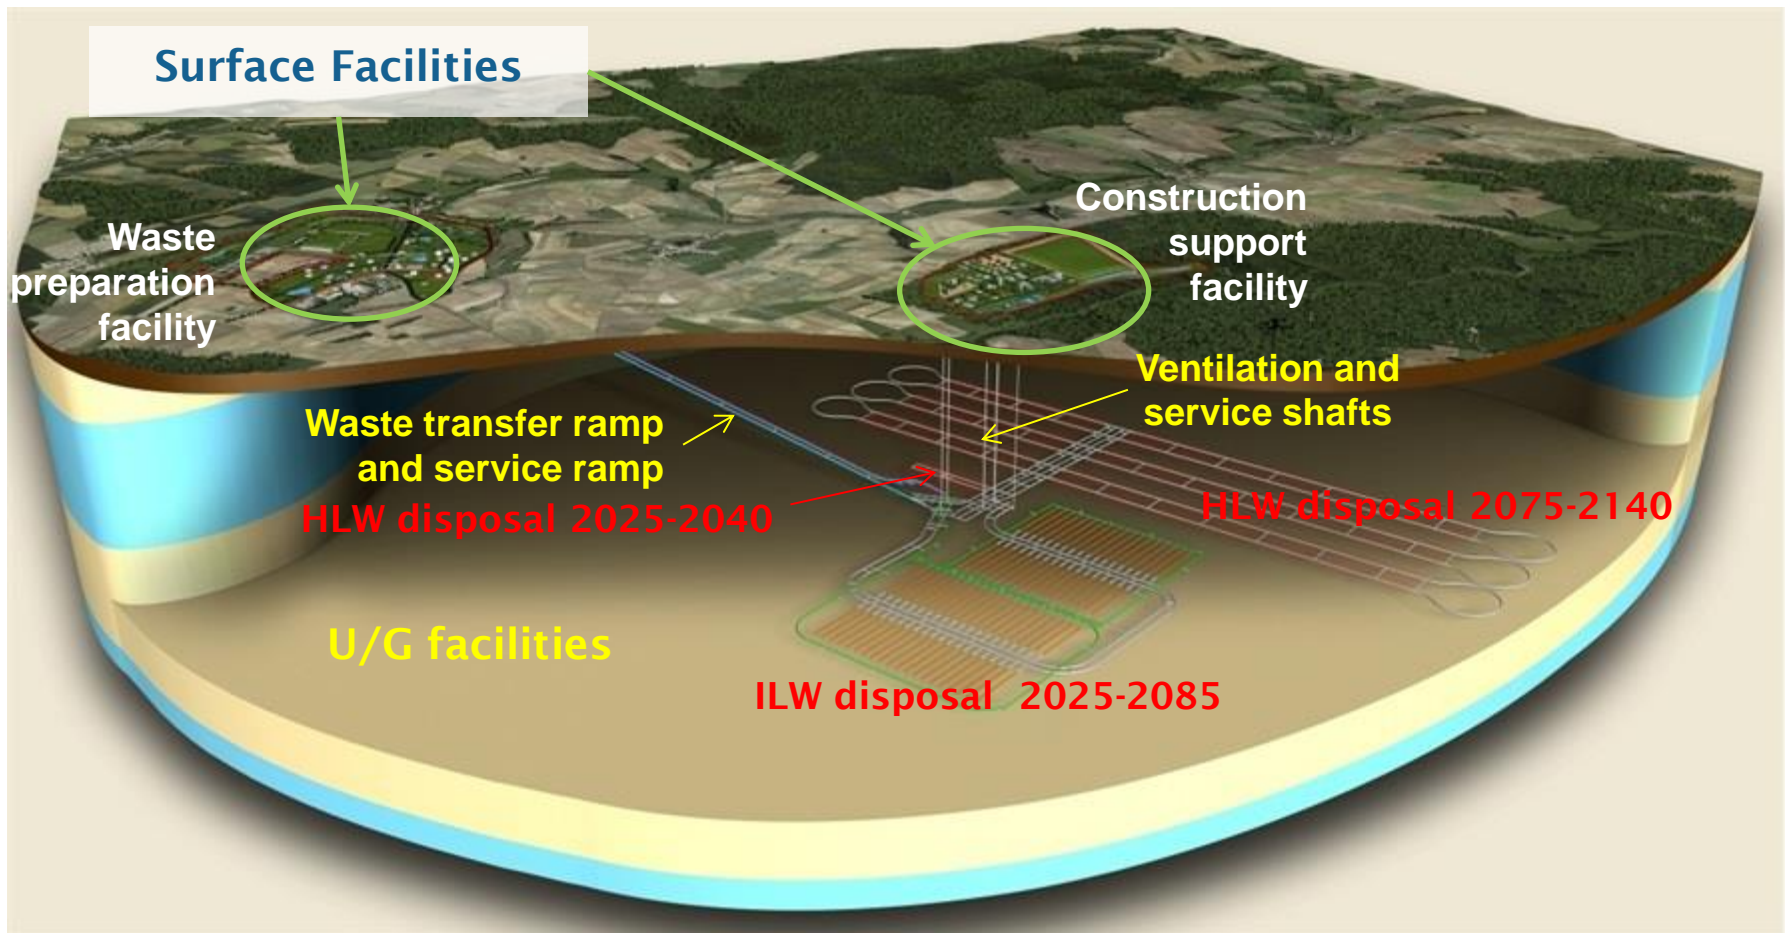 Surface Facilities
Waste
preparation
facility
Construction
support
facility
Ventilation and
service shafts
Waste transfer ramp
and service ramp
HLW disposal 2025-2040
HLW disposal 2075-2140
U/G facilities
ILW disposal 2025-2085